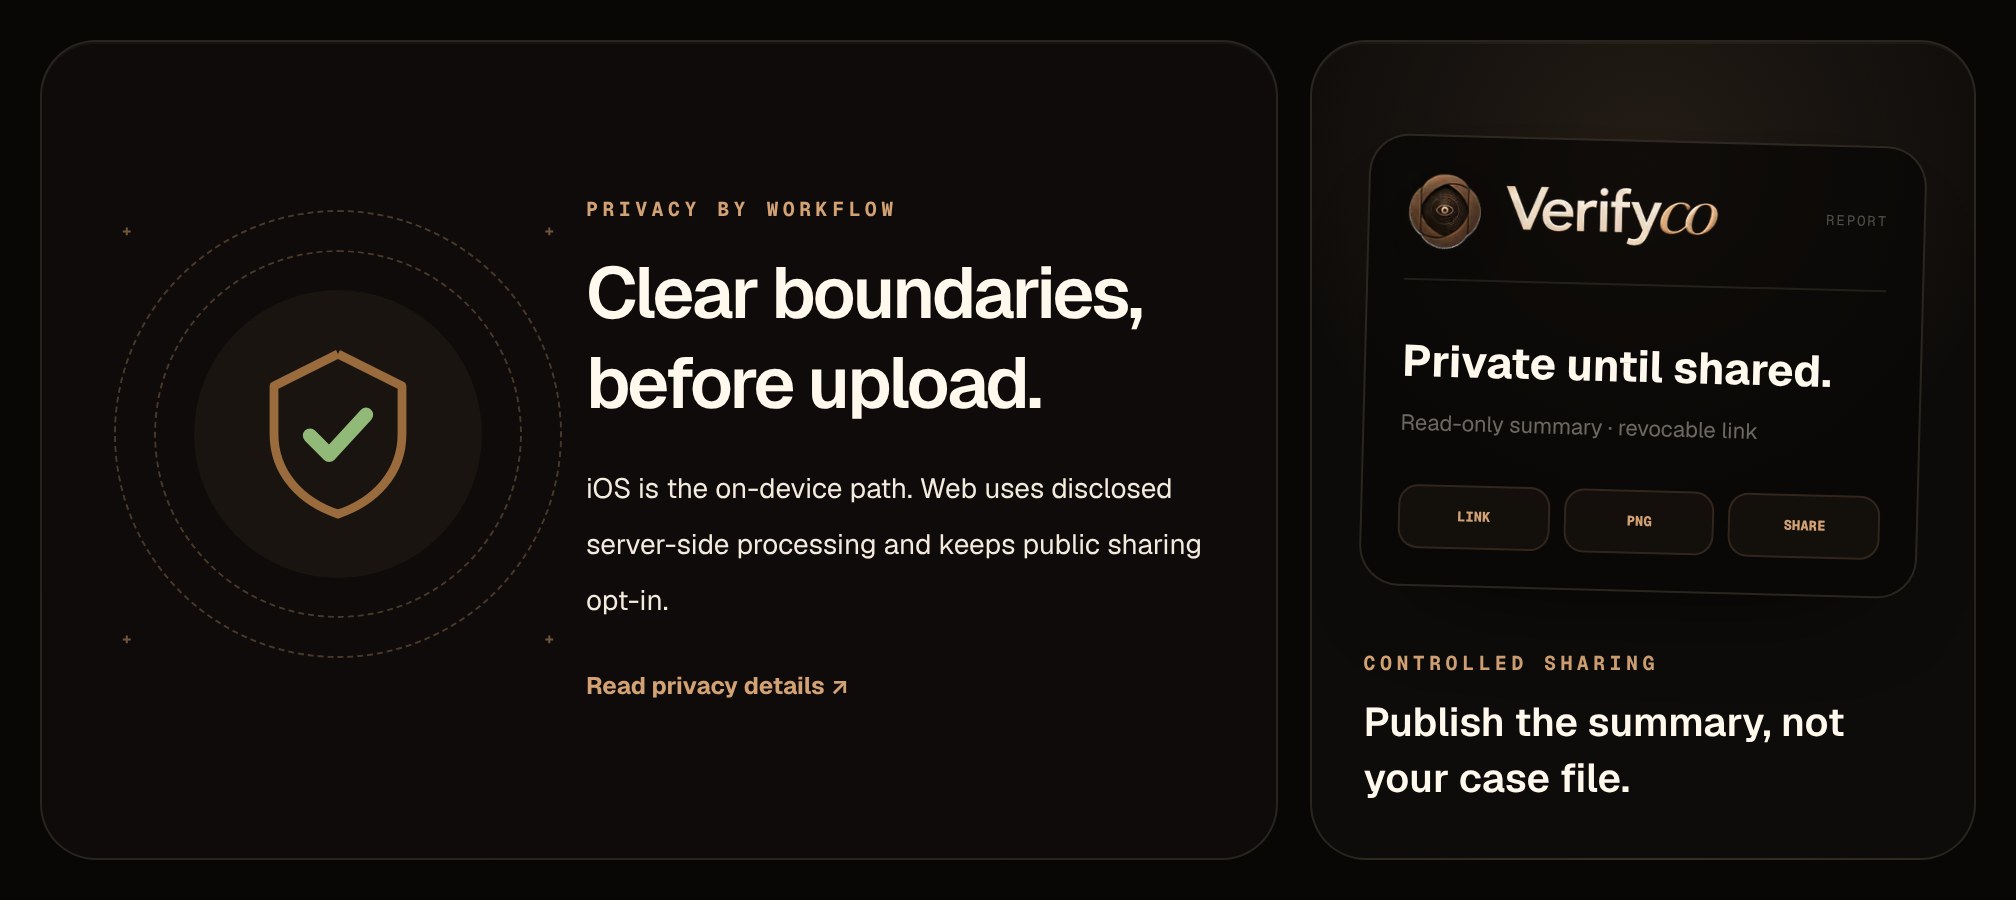 PRIVACY BY WORKFLOW
Clear boundaries,
before upload.
iOS is the on-device path. Web uses disclosed
server-side processing and keeps public sharing
opt-in.
Read privacy details ↗
Verifyco
REPORT
Private until shared.
Read-only summary · revocable link
LINK
PNG
SHARE
CONTROLLED SHARING
Publish the summary, not
your case file.